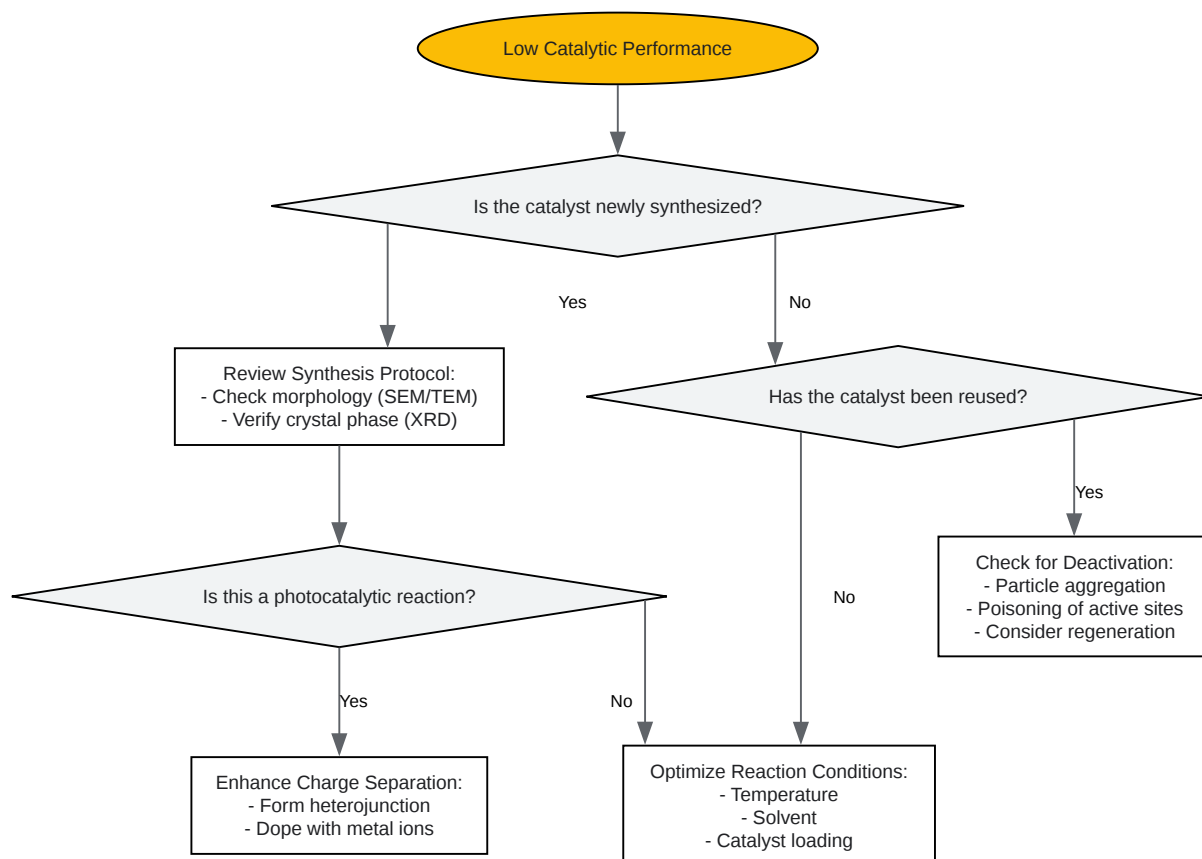 Low Catalytic Performance
Is the catalyst newly synthesized?
Yes
No
Review Synthesis Protocol:
- Check morphology (SEM/TEM)
- Verify crystal phase (XRD)
Has the catalyst been reused?
Yes
No
Check for Deactivation:
- Particle aggregation
- Poisoning of active sites
- Consider regeneration
Is this a photocatalytic reaction?
Yes
No
Enhance Charge Separation:
- Form heterojunction
- Dope with metal ions
Optimize Reaction Conditions:
- Temperature
- Solvent
- Catalyst loading